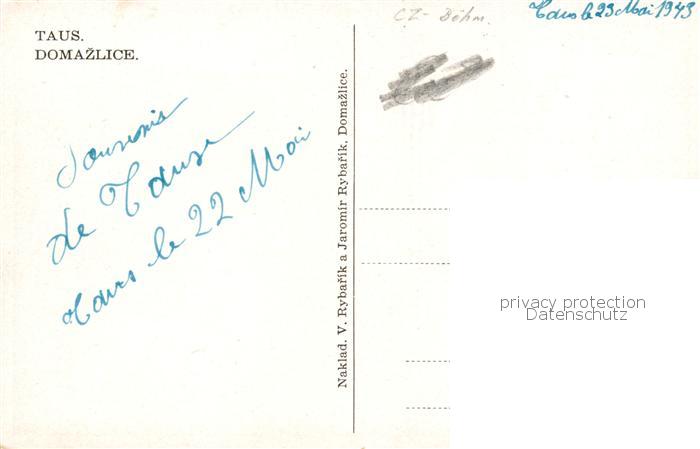 TAUS.
DOMAŽLICE.
CZ - Böhm.
Taus le 23 Mai 1943
Souvenir
de Tause
Taus le 22 Mai
Naklad. V. Rybařík a Jaromír Rybařík, Domažlice.
privacy protection
Datenschutz